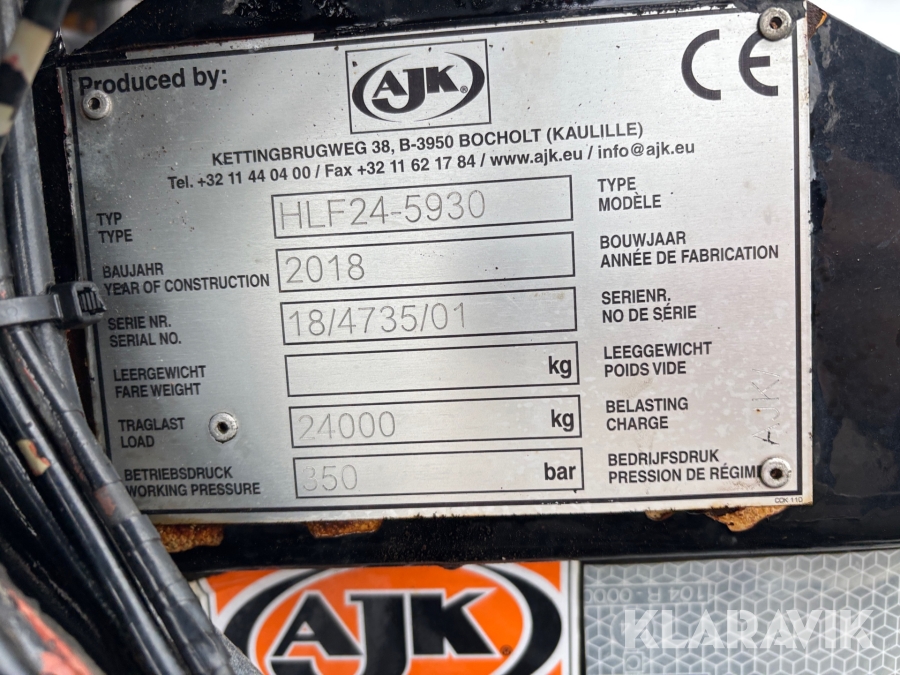 Produced by:
AJK®
CE
KETTINGBRUGWEG 38, B-3950 BOCHOLT (KAULILLE)
Tel. +32 11 44 04 00 / Fax +32 11 62 17 84 / www.ajk.eu / info@ajk.eu
TYP
TYPE
HLF24-5930
TYPE
MODÈLE
BAUJAHR
YEAR OF CONSTRUCTION
2018
BOUWJAAR
ANNÉE DE FABRICATION
SERIE NR.
SERIAL NO.
18/4735/01
SERIENR.
NO DE SÉRIE
LEERGEWICHT
FARE WEIGHT
kg
LEEGGEWICHT
POIDS VIDE
TRAGLAST
LOAD
24000 kg
BELASTING
CHARGE
BETRIEBSDRUCK
WORKING PRESSURE
350 bar
BEDRIJFSDRUK
PRESSION DE RÉGIME
COK 110
AJK
AJK
KLARAVIK